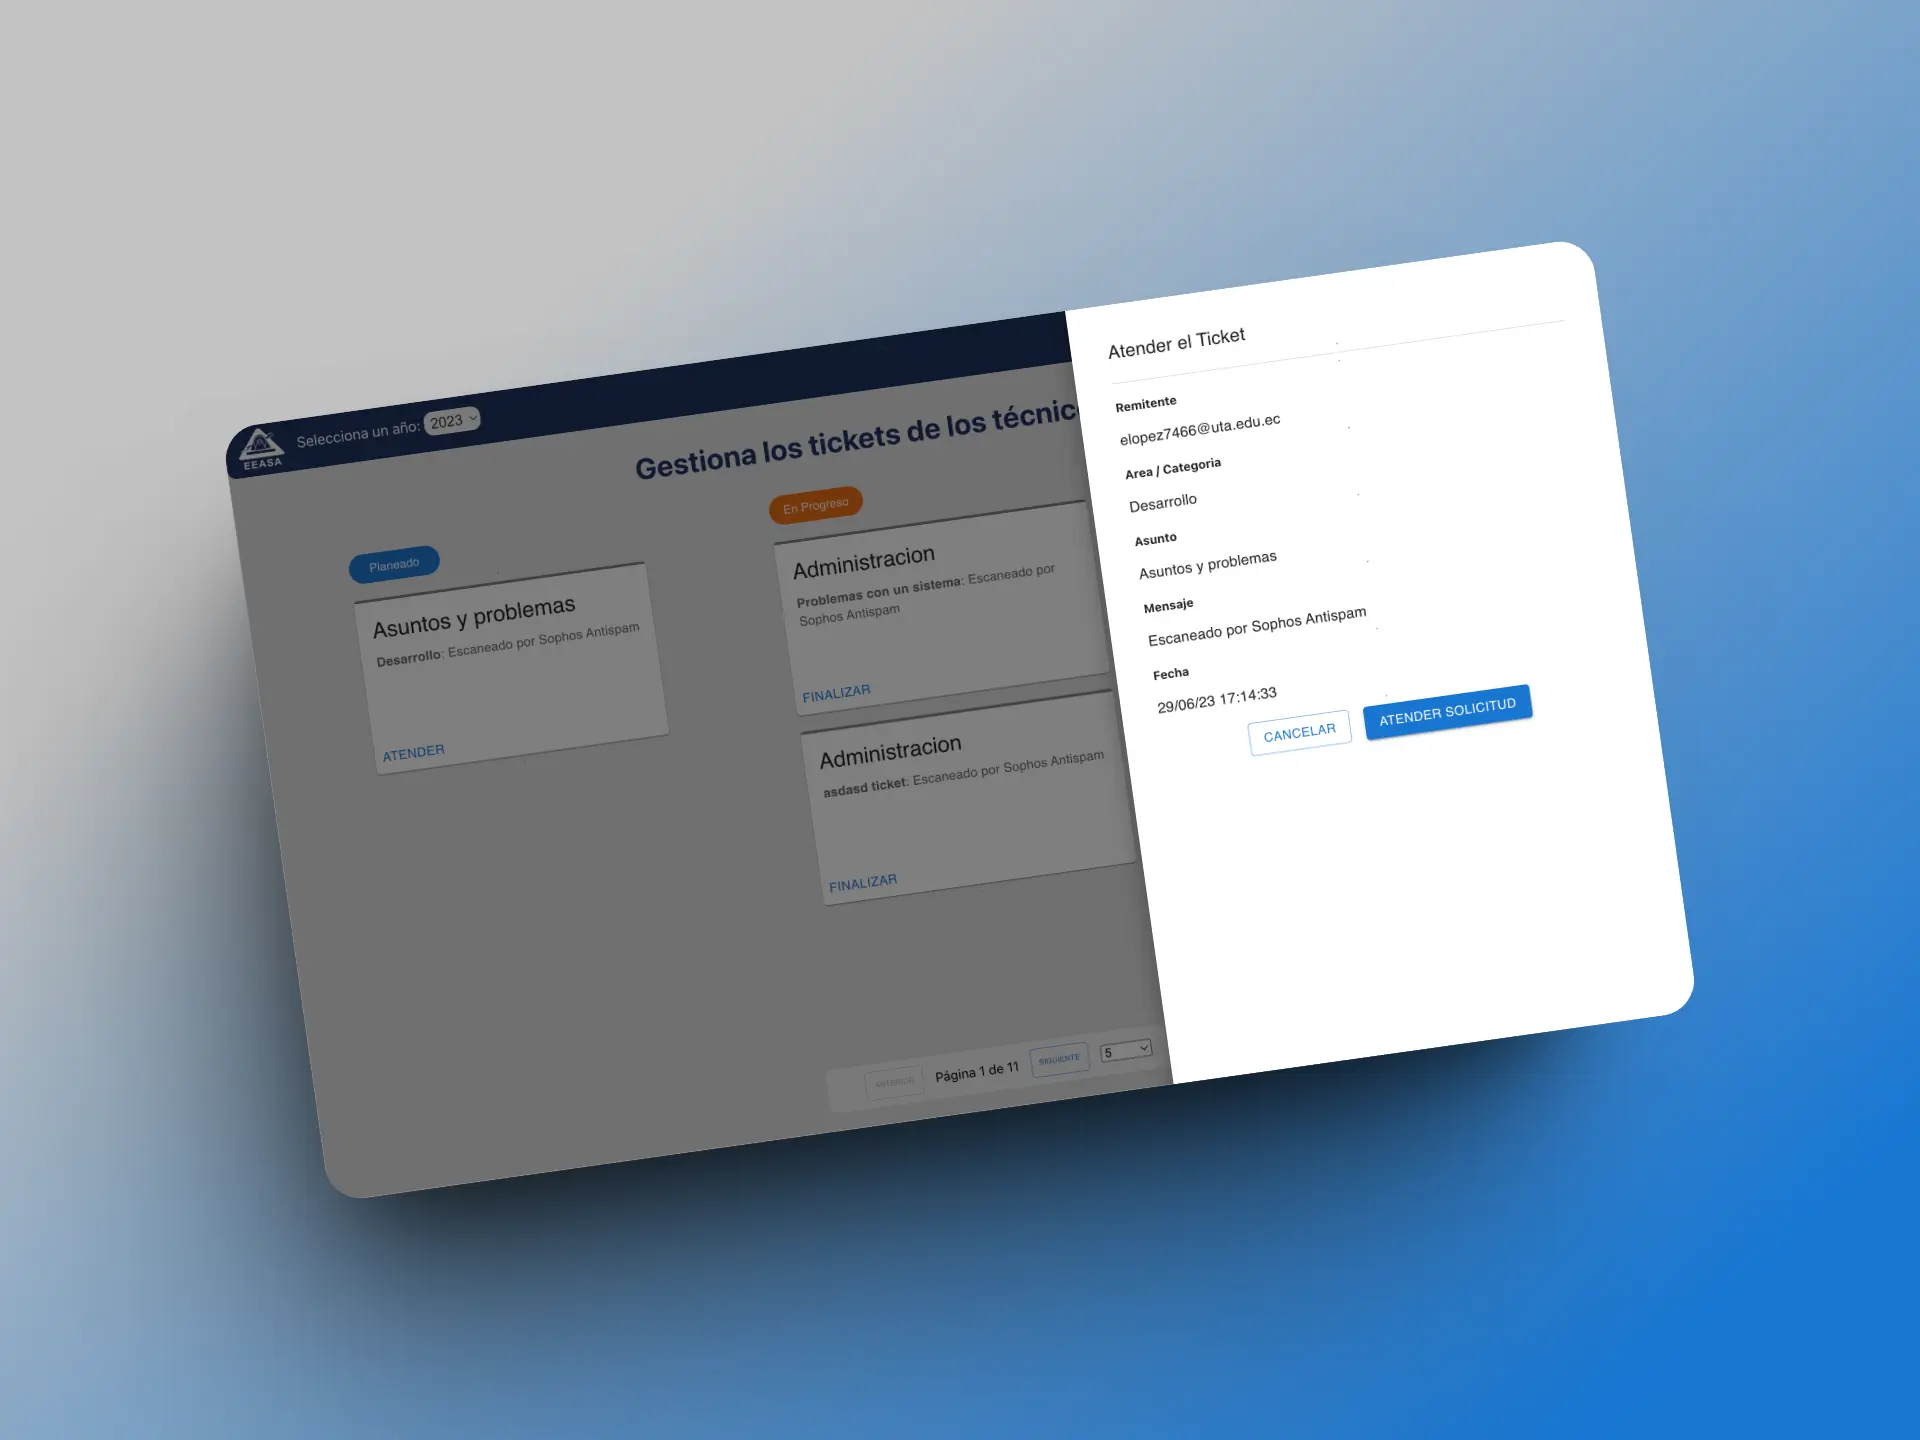 EEASA
Selecciona un año: 2023
Gestiona los tickets de los técnic
Planeado
Asuntos y problemas
Desarrollo: Escaneado por Sophos Antispam
ATENDER
En Progreso
Administracion
Problemas con un sistema: Escaneado por
Sophos Antispam
FINALIZAR
Administracion
asdasd ticket: Escaneado por Sophos Antispam
FINALIZAR
ANTERIOR
Página 1 de 11
SIGUIENTE
5
Atender el Ticket
Remitente
elopez7466@uta.edu.ec
Area / Categoria
Desarrollo
Asunto
Asuntos y problemas
Mensaje
Escaneado por Sophos Antispam
Fecha
29/06/23 17:14:33
CANCELAR
ATENDER SOLICITUD